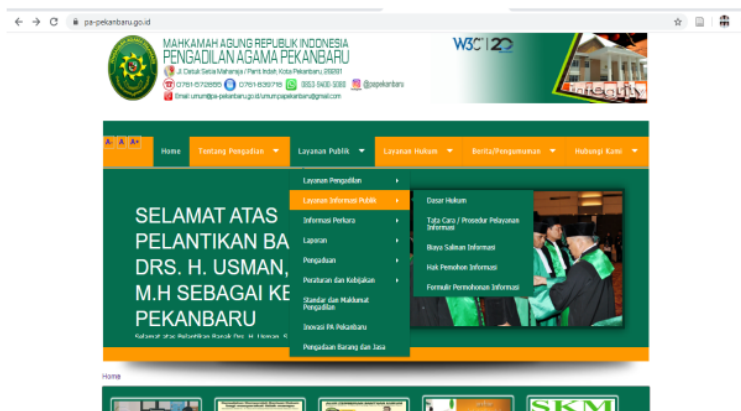 pa-pekanbaru.go.id
MAHKAMAH AGUNG REPUBLIK INDONESIA
PENGADILAN AGAMA PEKANBARU
W3C 120
Integrity
A- A A+
Home
Tentang Pengadilan
Layanan Publik
Layanan Hukum
Berita/Pengumuman
Hubungi Kami
Layanan Pengadilan
Layanan Informasi Publik
Informasi Perkara
Laporan
Pengaduan
Peraturan dan Kebijakan
Standar dan Maklumat
Pengadilan
Inovasi PA Pekanbaru
Pengadaan Barang dan Jasa
Dasar Hukum
Tata Cara / Prosedur Pelayanan
Informasi
Biaya Salinan Informasi
Hak Pemohon Informasi
Formulir Permohonan Informasi
SELAMAT ATAS
PELANTIKAN BA
DRS. H. USMAN,
M.H SEBAGAI KE
PEKANBARU
Home
SKM